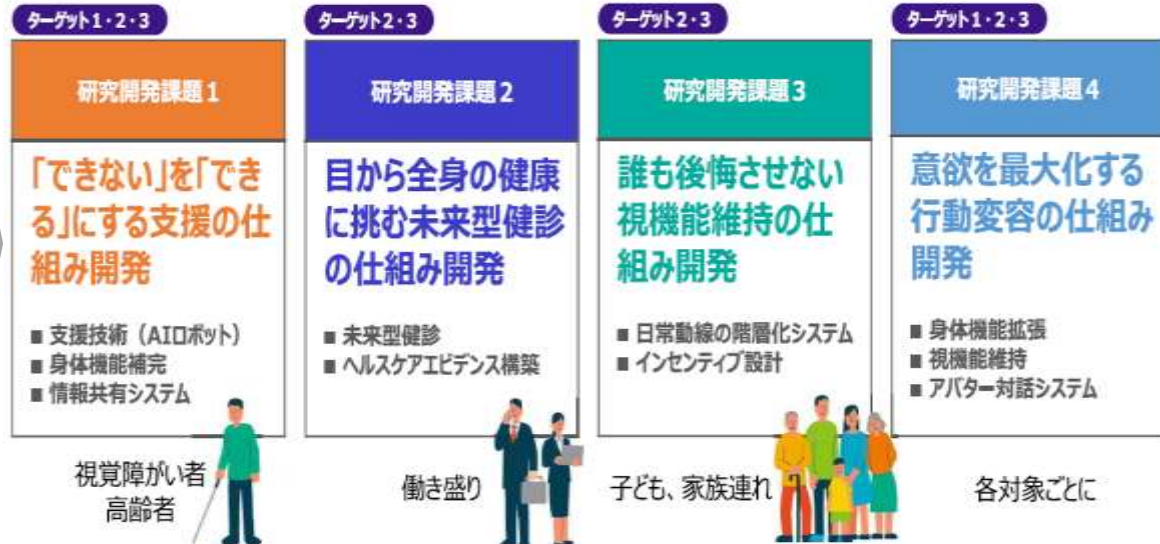 ターゲット1・2・3
研究開発課題1
「できない」を「でき
る」にする支援の仕
組み開発
■ 支援技術（AIロボット）
■ 身体機能補完
■ 情報共有システム
視覚障がい者
高齢者
ターゲット2・3
研究開発課題2
目から全身の健康
に挑む未来型健診
の仕組み開発
■ 未来型健診
■ ヘルスケアエビデンス構築
働き盛り
ターゲット2・3
研究開発課題3
誰も後悔させない
視機能維持の仕
組み開発
■ 日常動線の階層化システム
■ インセンティブ設計
子ども、家族連れ
ターゲット1・2・3
研究開発課題4
意欲を最大化する
行動変容の仕組み
開発
■ 身体機能拡張
■ 視機能維持
■ アバター対話システム
各対象ごとに